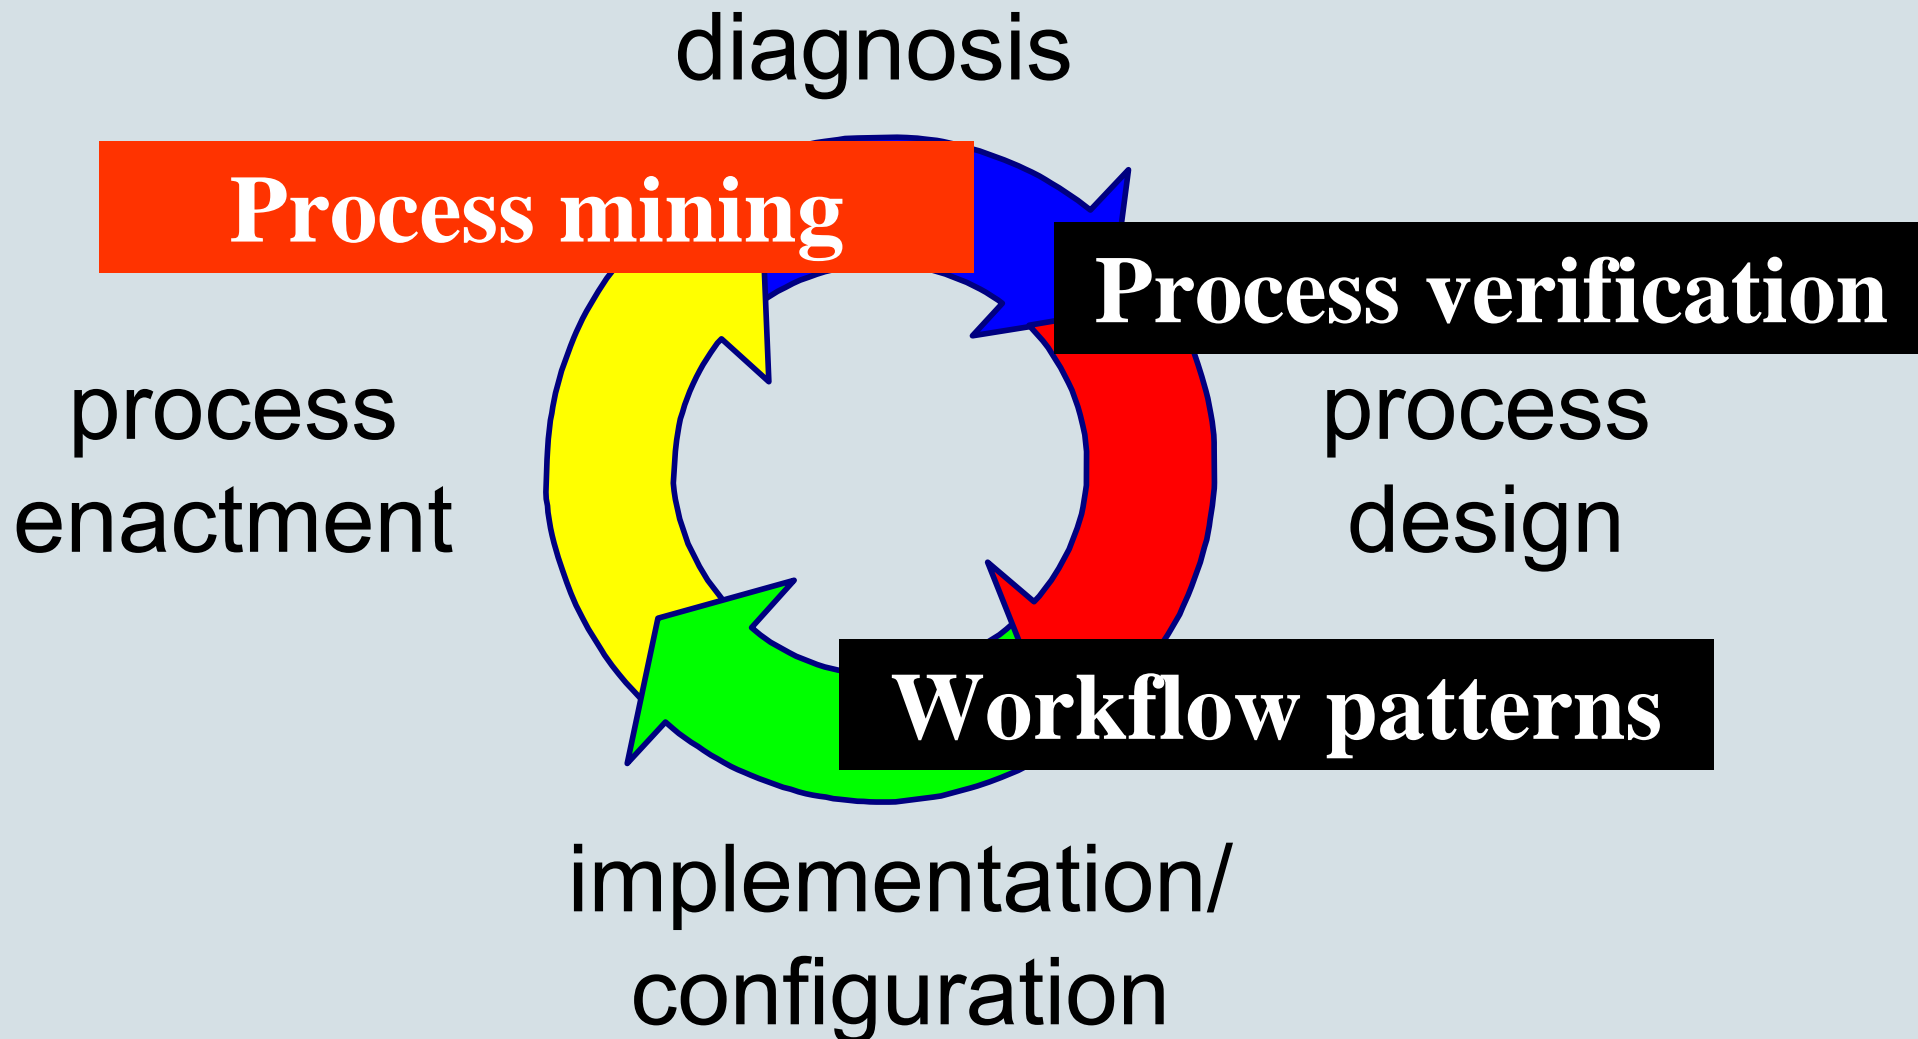 diagnosis
Process mining
Process verification
process
enactment
process
design
Workflow patterns
implementation/
configuration